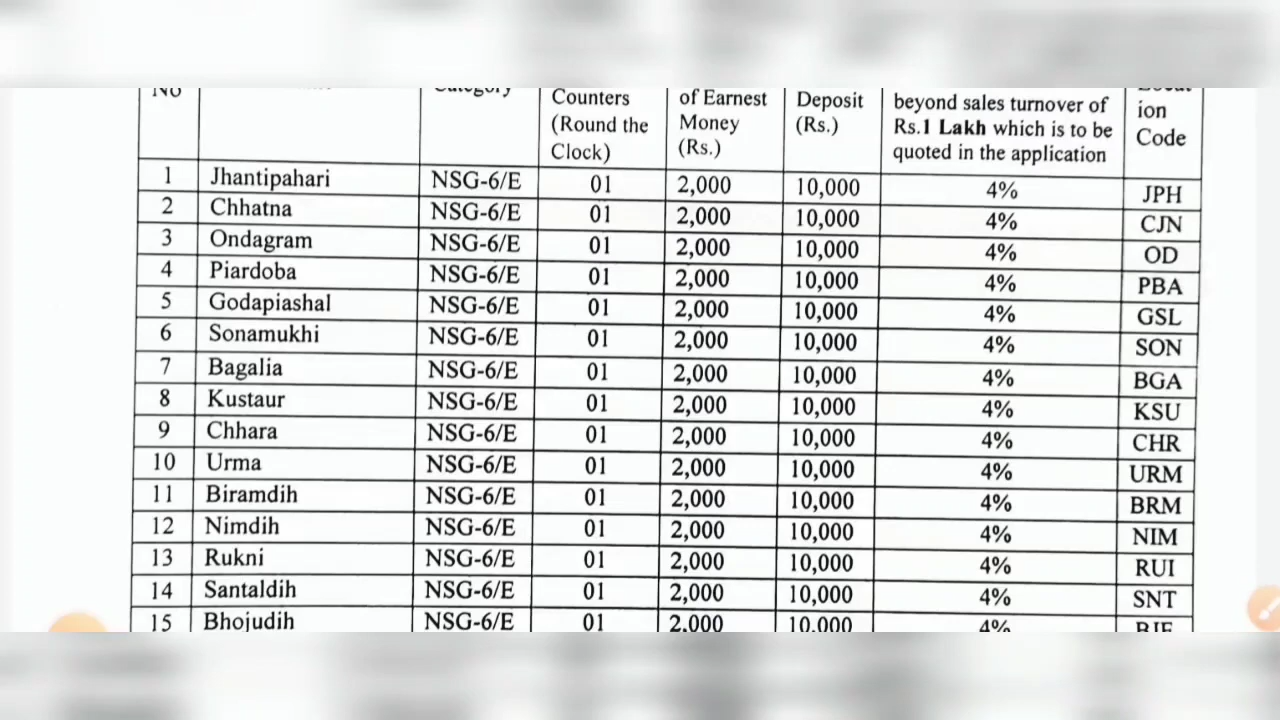 No Category Counters (Round the Clock) of Earnest Money (Rs.) Deposit (Rs.) beyond sales turnover of Rs.1 Lakh which is to be quoted in the application ion Code
1 Jhantipahari NSG-6/E 01 2,000 10,000 4% JPH
2 Chhatna NSG-6/E 01 2,000 10,000 4% CJN
3 Ondagram NSG-6/E 01 2,000 10,000 4% OD
4 Piardoba NSG-6/E 01 2,000 10,000 4% PBA
5 Godapiashal NSG-6/E 01 2,000 10,000 4% GSL
6 Sonamukhi NSG-6/E 01 2,000 10,000 4% SON
7 Bagalia NSG-6/E 01 2,000 10,000 4% BGA
8 Kustaur NSG-6/E 01 2,000 10,000 4% KSU
9 Chhara NSG-6/E 01 2,000 10,000 4% CHR
10 Urma NSG-6/E 01 2,000 10,000 4% URM
11 Biramdih NSG-6/E 01 2,000 10,000 4% BRM
12 Nimdih NSG-6/E 01 2,000 10,000 4% NIM
13 Rukni NSG-6/E 01 2,000 10,000 4% RUI
14 Santaldih NSG-6/E 01 2,000 10,000 4% SNT
15 Bhojudih NSG-6/E 01 2,000 10,000 4%